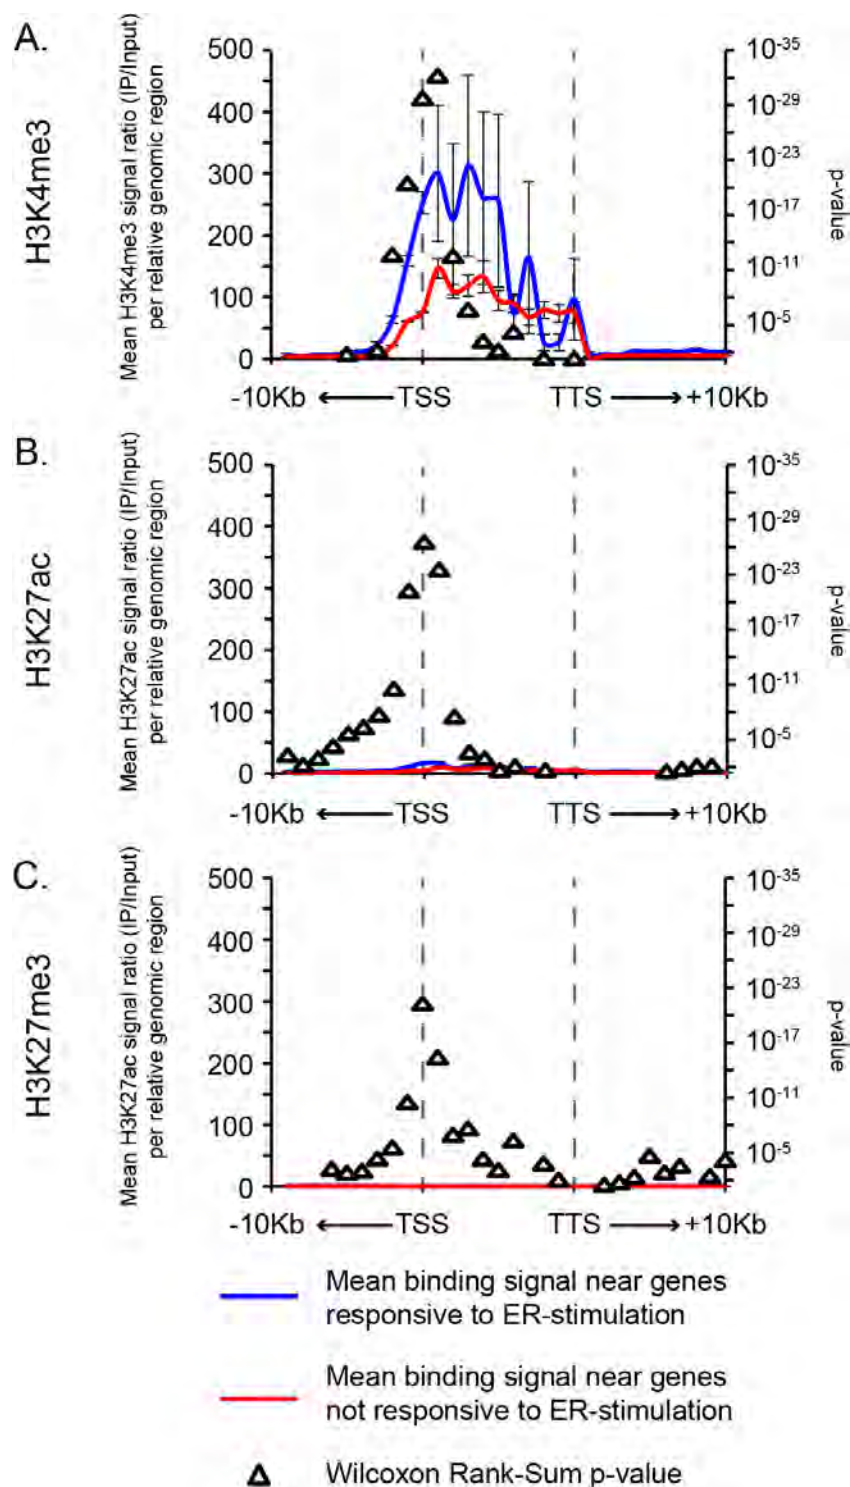 A.
H3K4me3
Mean H3K4me3 signal ratio (IP/Input)
per relative genomic region
500
400
300
200
100
0
10-35
10-29
10-23
10-17
10-11
10-5
p-value
-10Kb
TSS
TTS
+10Kb
B.
H3K27ac
Mean H3K27ac signal ratio (IP/Input)
per relative genomic region
500
400
300
200
100
0
10-35
10-29
10-23
10-17
10-11
10-5
p-value
-10Kb
TSS
TTS
+10Kb
C.
H3K27me3
Mean H3K27ac signal ratio (IP/Input)
per relative genomic region
500
400
300
200
100
0
10-35
10-29
10-23
10-17
10-11
10-5
p-value
-10Kb
TSS
TTS
+10Kb
Mean binding signal near genes
responsive to ER-stimulation
Mean binding signal near genes
not responsive to ER-stimulation
Wilcoxon Rank-Sum p-value